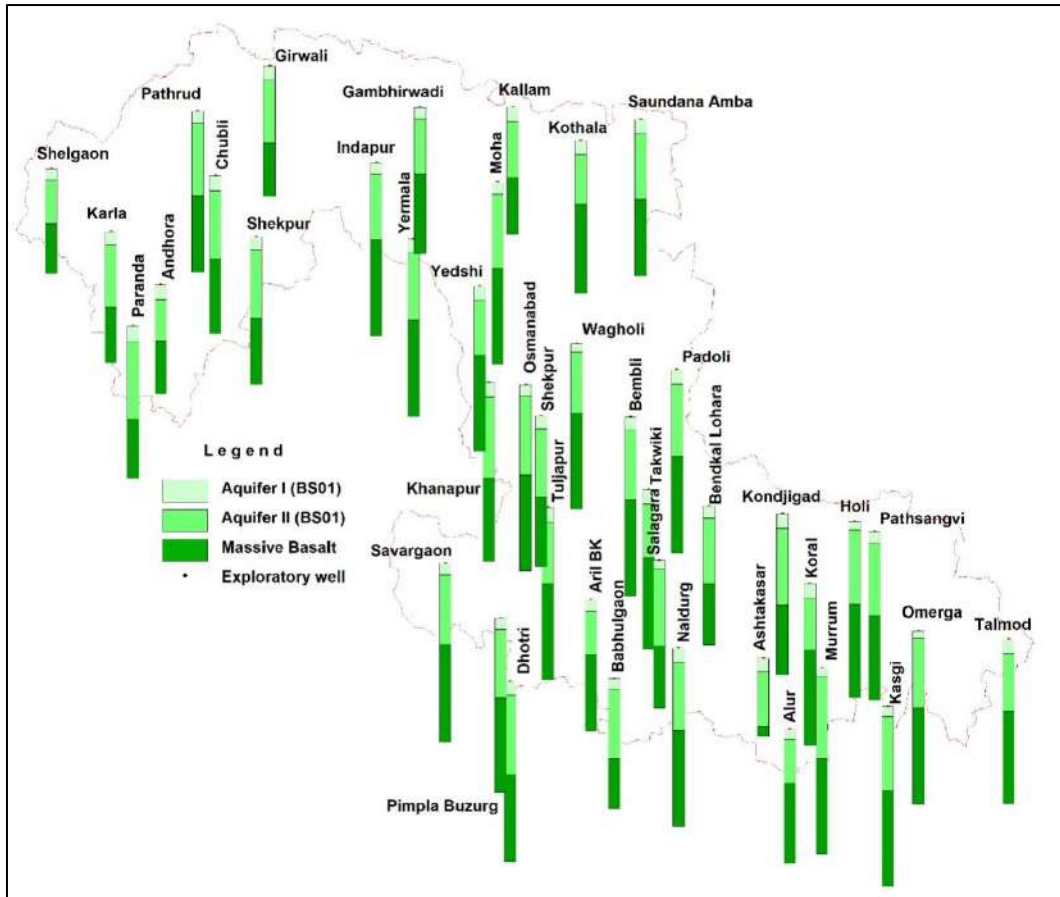 Girwali
Pathrud
Gambhirwadi
Kallam
Saundana Amba
Chubli
Indapur
Moha
Kothala
Shelgaon
Karla
Andhora
Shekpur
Yermala
Paranda
Yedshi
Osmanabad
Shekpur
Wagholi
Bembli
Padoli
Bendkal Lohara
Legend
Aquifer I (BS01)
Aquifer II (BS01)
Massive Basalt
Exploratory well
Khanapur
Tuljapur
Salagara Takwiki
Kondjigad
Holi
Pathsangvi
Savargaon
Aril BK
Babhulgaon
Naldurg
Ashtakasar
Koral
Murrum
Omerga
Talmod
Dhotri
Alur
Kasgi
Pimpla Buzurg